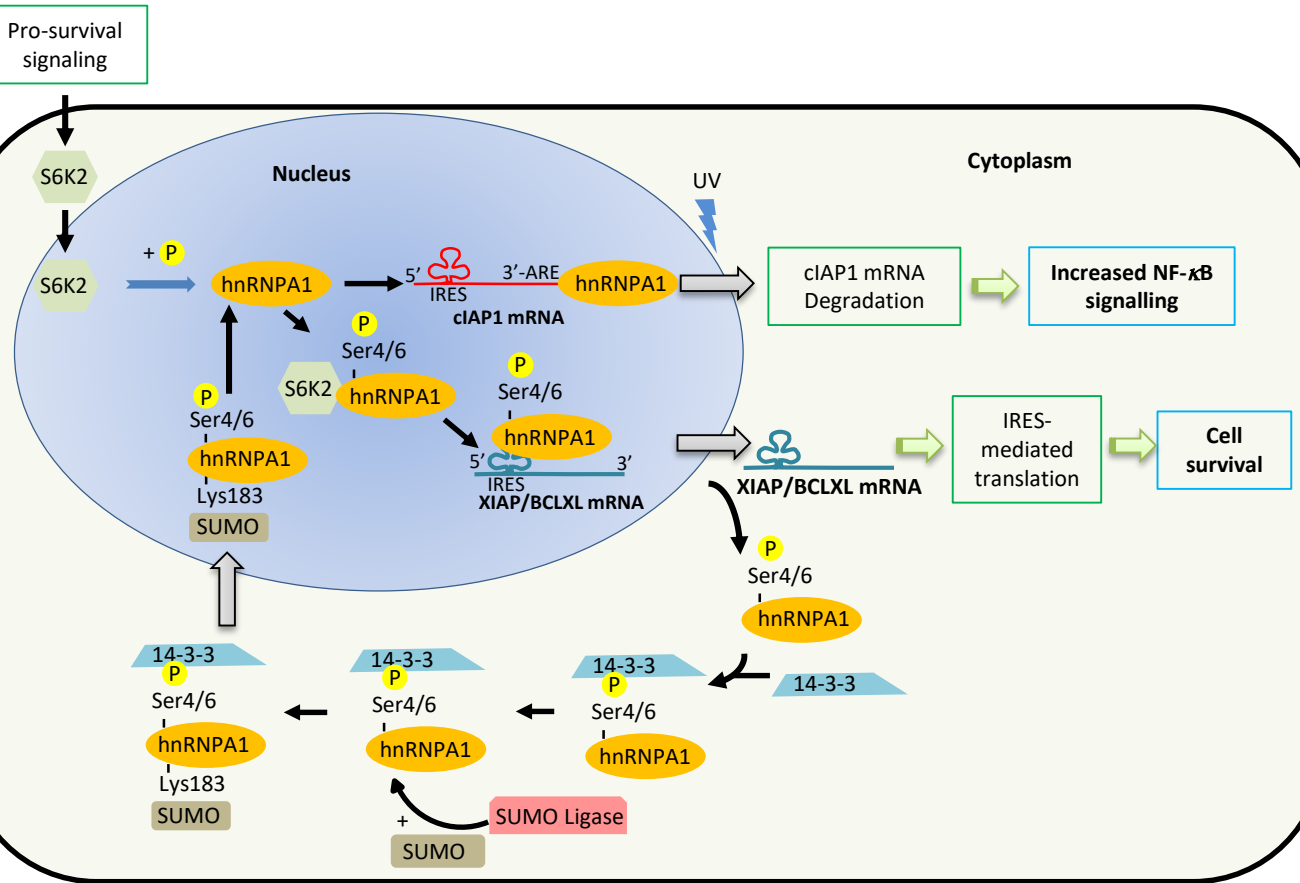 Pro-survival
signaling
S6K2
Nucleus
Cytoplasm
UV
S6K2
+ P
hnRNPA1
5’
IRES
3’-ARE
hnRNPA1
cIAP1 mRNA
cIAP1 mRNA
Degradation
Increased NF-κB
signalling
P
Ser4/6
S6K2
hnRNPA1
P
Ser4/6
hnRNPA1
5’
3’
IRES
XIAP/BCLXL mRNA
P
Ser4/6
hnRNPA1
Lys183
SUMO
XIAP/BCLXL mRNA
IRES-
mediated
translation
Cell
survival
P
Ser4/6
hnRNPA1
14-3-3
14-3-3
P
Ser4/6
hnRNPA1
14-3-3
P
Ser4/6
hnRNPA1
SUMO Ligase
+
SUMO
14-3-3
P
Ser4/6
hnRNPA1
Lys183
SUMO